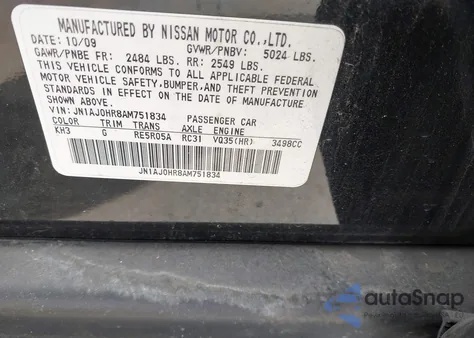 MANUFACTURED BY NISSAN MOTOR CO.,LTD.
DATE: 10/09 GVWR/PNBV: 5024 LBS.
GAWR/PNBE FR: 2484 LBS. RR: 2549 LBS.
THIS VEHICLE CONFORMS TO ALL APPLICABLE FEDERAL
MOTOR VEHICLE SAFETY,BUMPER,AND THEFT PREVENTION
STANDARDS IN EFFECT ON THE DATE OF MANUFACTURE
SHOWN ABOVE.
VIN: JN1AJ0HR8AM751834 PASSENGER CAR
COLOR TRIM TRANS AXLE ENGINE
KH3 G RE5R05A RC31 VQ35(HR) 3498CC
JN1AJ0HR8AM751834
autoSnap